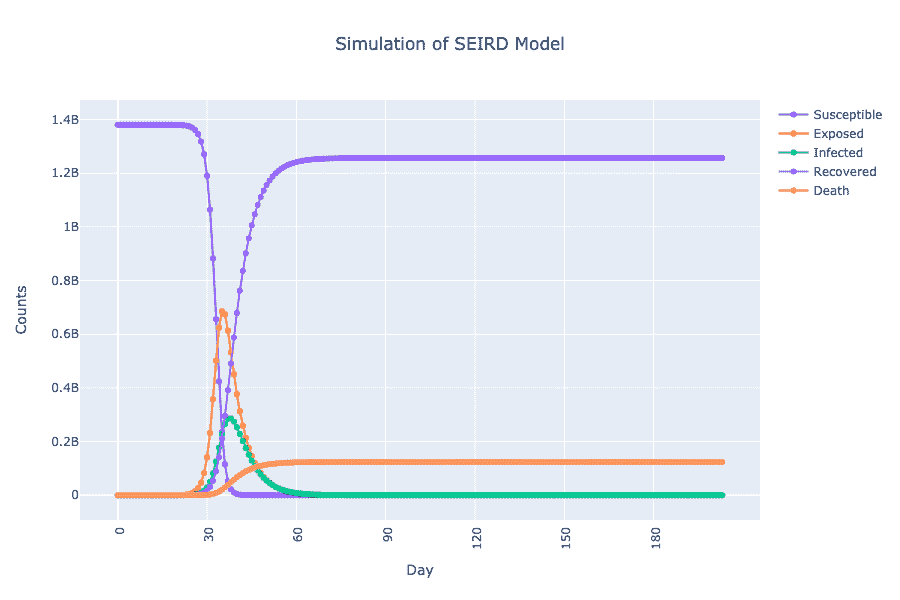 Simulation of SEIRD Model
1.4B
1.2B
1B
0.8B
0.6B
0.4B
0.2B
0
Counts
0
30
60
90
120
150
180
Day
Susceptible
Exposed
Infected
Recovered
Death